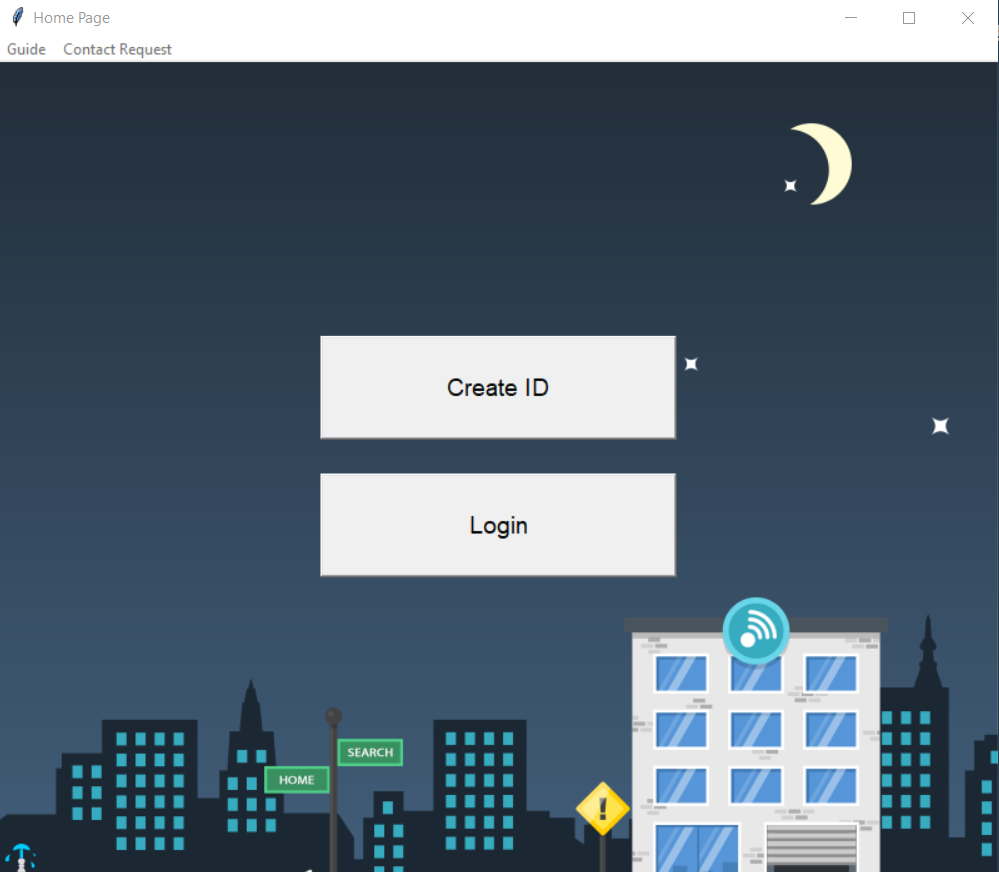 Home Page
Guide Contact Request
Create ID
Login
SEARCH
HOME
!